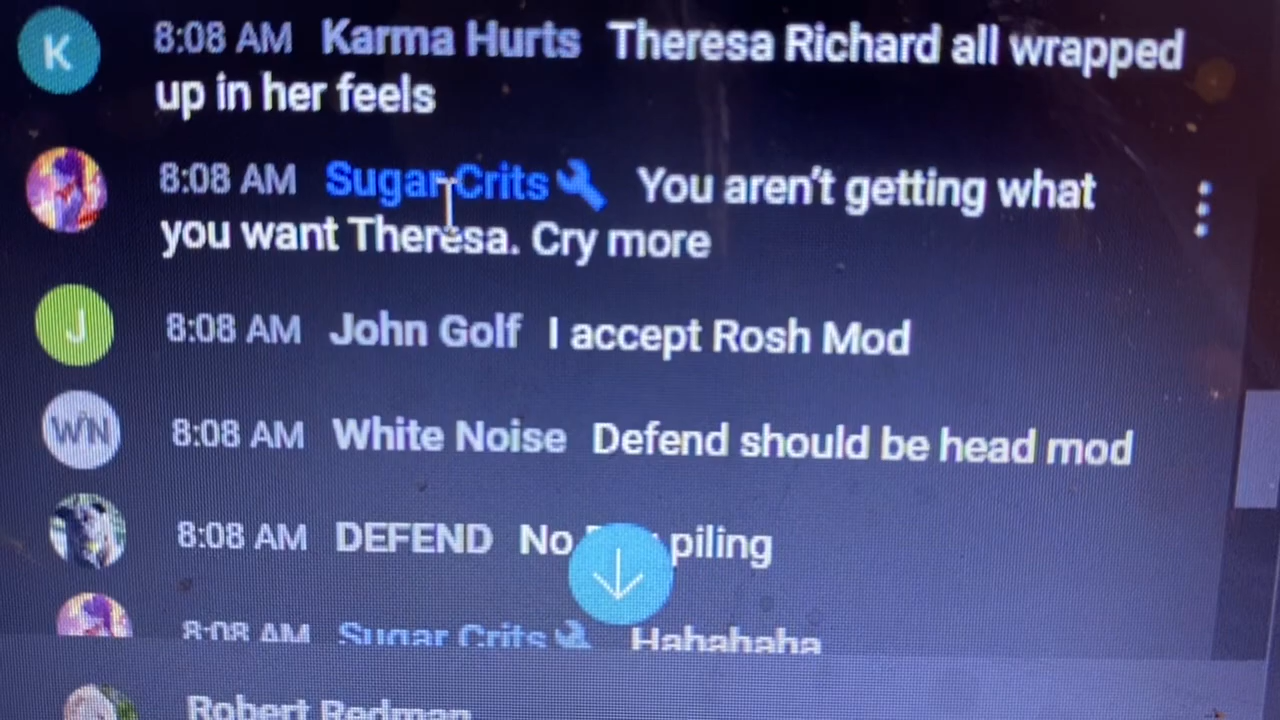 K 8:08 AM Karma Hurts Theresa Richard all wrapped
up in her feels
8:08 AM Sugar Crits You aren't getting what
you want Theresa. Cry more
J 8:08 AM John Golf I accept Rosh Mod
WN 8:08 AM White Noise Defend should be head mod
8:08 AM DEFEND No piling
8:08 AM Sugar Crits Hahahaha
Robert Redman